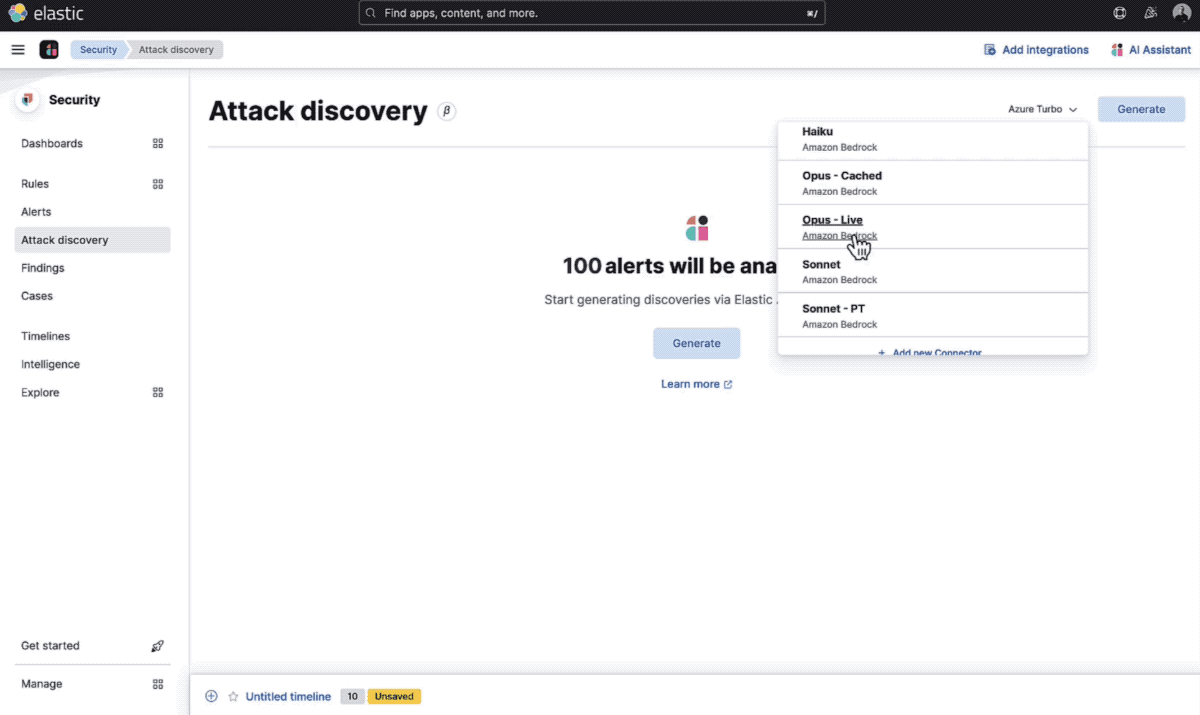 elastic
Find apps, content, and more.
⌘/
Security
Attack discovery
Add integrations
AI Assistant
Security
Dashboards
Rules
Alerts
Attack discovery
Findings
Cases
Timelines
Intelligence
Explore
Get started
Manage
Attack discovery β
Azure Turbo
Generate
Haiku
Amazon Bedrock
Opus - Cached
Amazon Bedrock
Opus - Live
Amazon Bedrock
Sonnet
Amazon Bedrock
Sonnet - PT
Amazon Bedrock
+ Add new Connector
100 alerts will be ana
Start generating discoveries via Elastic
Generate
Learn more
Untitled timeline
10
Unsaved